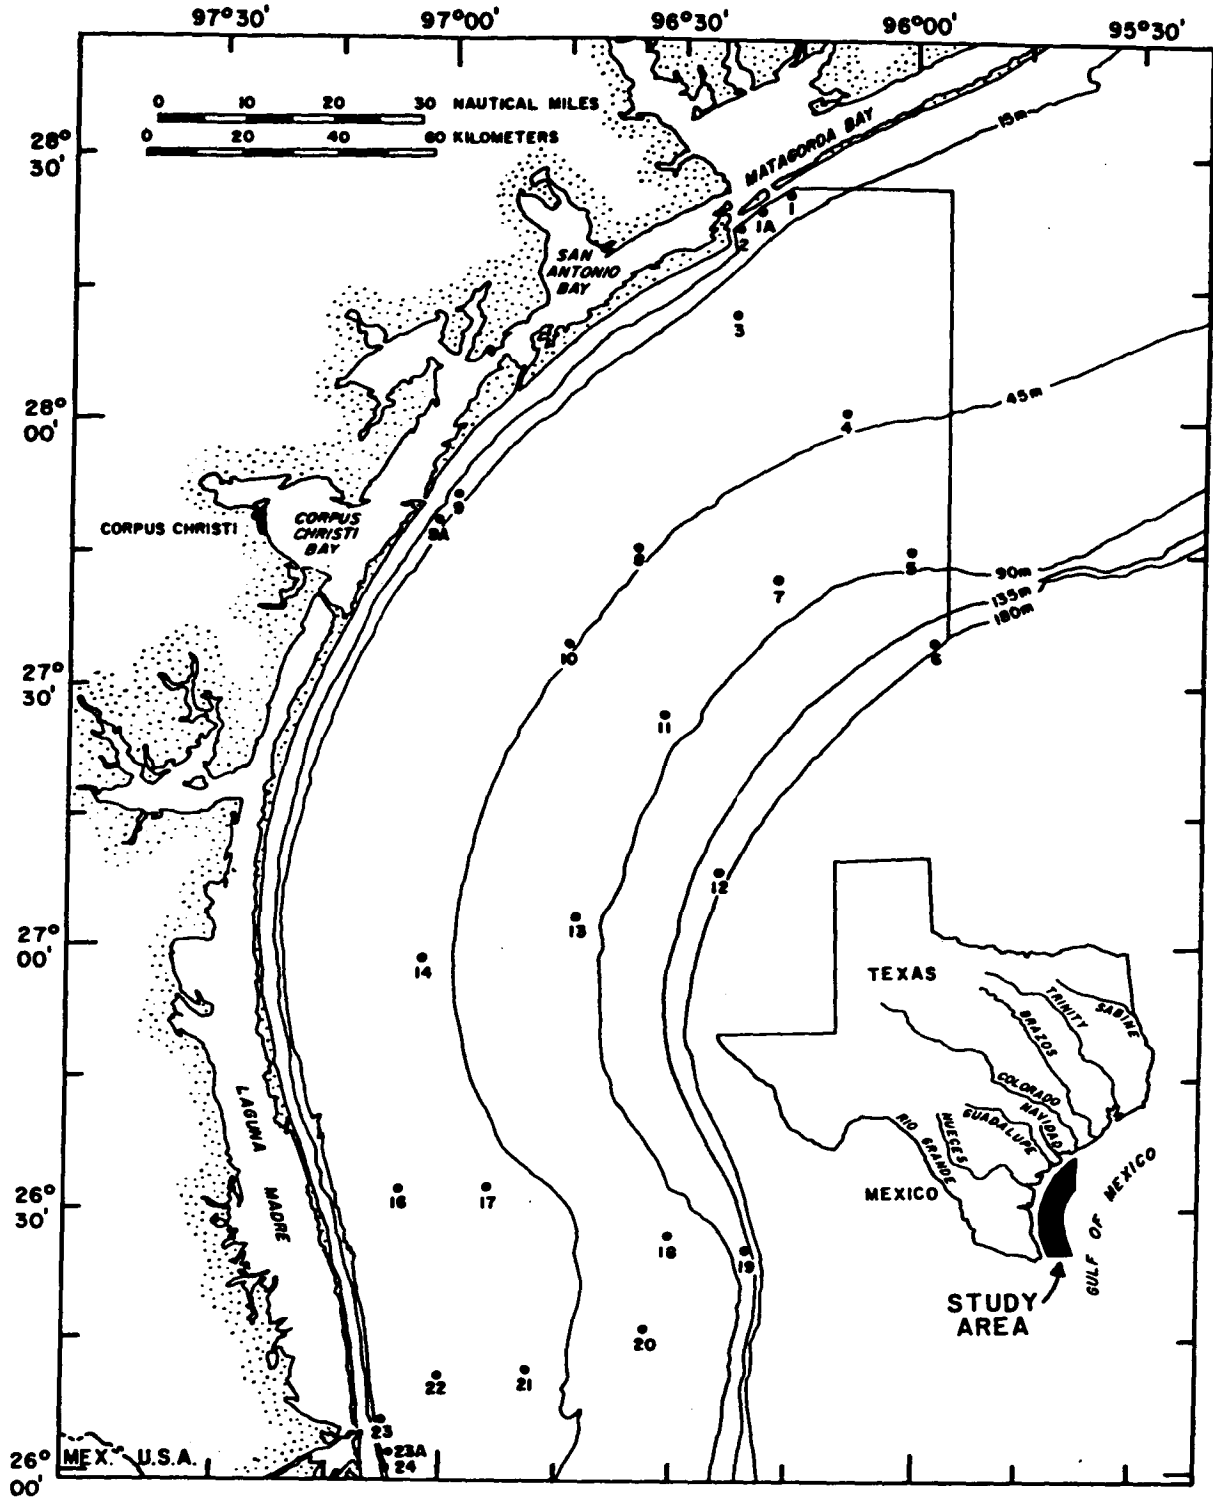 97°30' 97°00' 96°30' 96°00' 95°30'
0 10 20 30 NAUTICAL MILES
0 20 40 60 KILOMETERS
28°
30'
MATAGORDA BAY
15m
1
1A
2
SAN
ANTONIO
BAY
3
28°
00'
45m
4
9
9A
CORPUS CHRISTI
CORPUS
CHRISTI
BAY
8
7
5
90m
135m
180m
6
10
27°
30'
11
12
13
27°
00'
14
TEXAS
SABINE
TRINITY
BRAZOS
COLORADO
NAVIDAD
GUADALUPE
NUECES
RIO GRANDE
MEXICO
GULF OF MEXICO
LAGUNA MADRE
26°
30'
16
17
18
19
STUDY
AREA
20
21
22
23
23A
24
26°
00'
MEX. U.S.A.